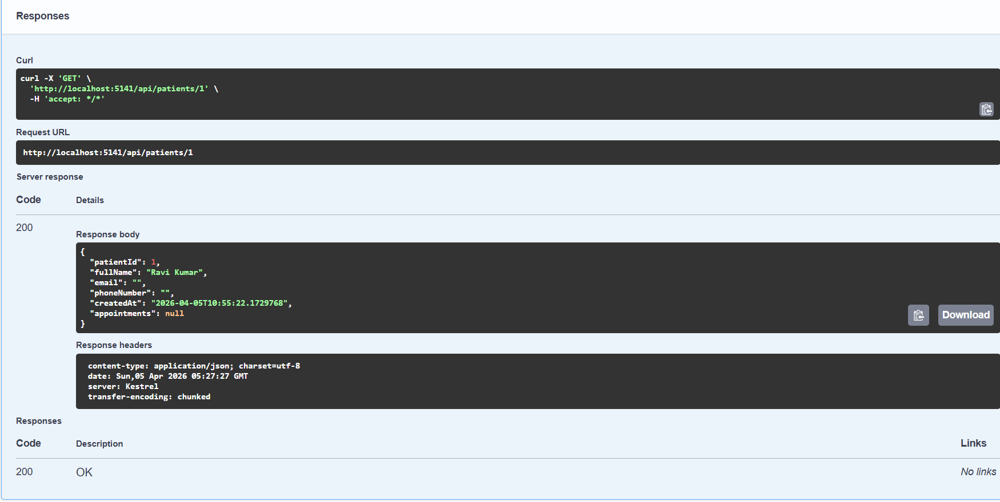 Responses
Curl
curl -X 'GET' \
  'http://localhost:5141/api/patients/1' \
  -H 'accept: */*'
Request URL
http://localhost:5141/api/patients/1
Server response
Code Details
200
Response body
{
  "patientId": 1,
  "fullName": "Ravi Kumar",
  "email": "",
  "phoneNumber": "",
  "createdAt": "2026-04-05T10:55:22.1729768",
  "appointments": null
}
Download
Response headers
content-type: application/json; charset=utf-8
date: Sun,05 Apr 2026 05:27:27 GMT
server: Kestrel
transfer-encoding: chunked
Responses
Code Description Links
200 OK No links